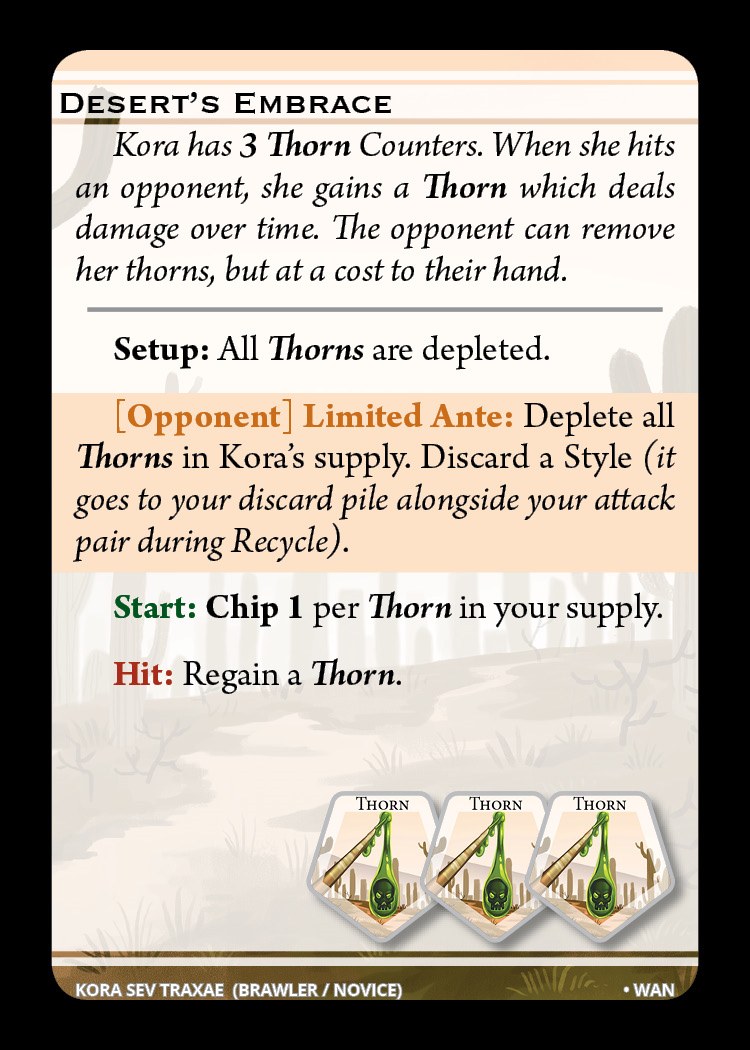 DESERT'S EMBRACE
Kora has 3 Thorn Counters. When she hits
an opponent, she gains a Thorn which deals
damage over time. The opponent can remove
her thorns, but at a cost to their hand.
Setup: All Thorns are depleted.
[Opponent] Limited Ante: Deplete all
Thorns in Kora's supply. Discard a Style (it
goes to your discard pile alongside your attack
pair during Recycle).
Start: Chip 1 per Thorn in your supply.
Hit: Regain a Thorn.
THORN THORN THORN
KORA SEV TRAXAE (BRAWLER / NOVICE) • WAN